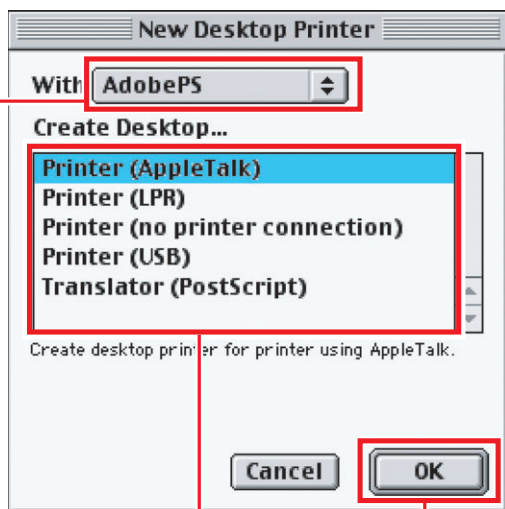 New Desktop Printer
With AdobePS
Create Desktop...
Printer (AppleTalk)
Printer (LPR)
Printer (no printer connection)
Printer (USB)
Translator (PostScript)
Create desktop printer for printer using AppleTalk.
Cancel OK